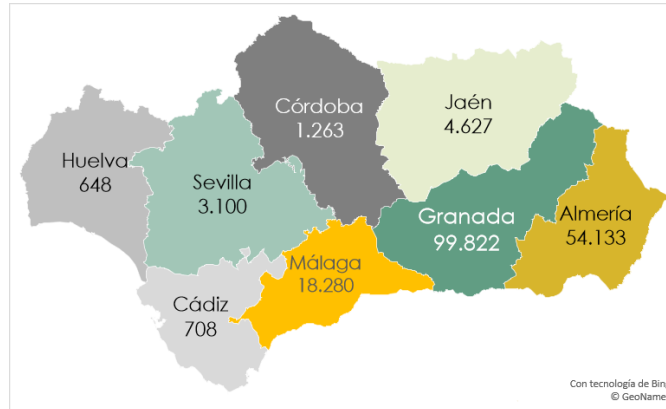 Córdoba
1.263
Jaén
4.627
Huelva
648
Sevilla
3.100
Granada
99.822
Almería
54.133
Málaga
18.280
Cádiz
708
Con tecnología de Bin
© GeoName